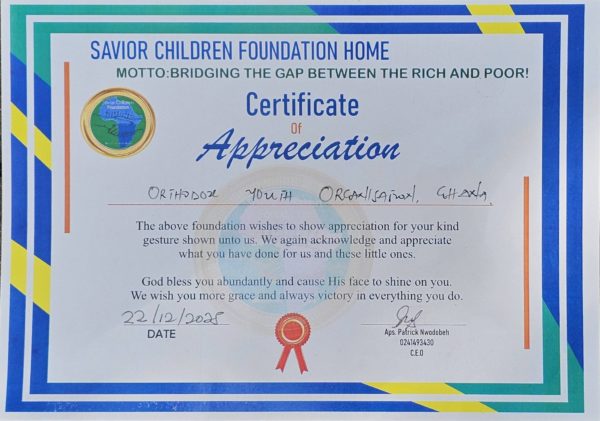 SAVIOR CHILDREN FOUNDATION HOME
MOTTO:BRIDGING THE GAP BETWEEN THE RICH AND POOR!
Savior Children
Foundation
HOME
Certificate
Of
Appreciation
ORTHODOX YOUTH ORGANISATION, GHANA,
The above foundation wishes to show appreciation for your kind
gesture shown unto us. We again acknowledge and appreciate
what you have done for us and these little ones.
God bless you abundantly and cause His face to shine on you.
We wish you more grace and always victory in everything you do.
22/12/2025
DATE
Aps. Patrick Nwodobeh
0241493430
C.E.O